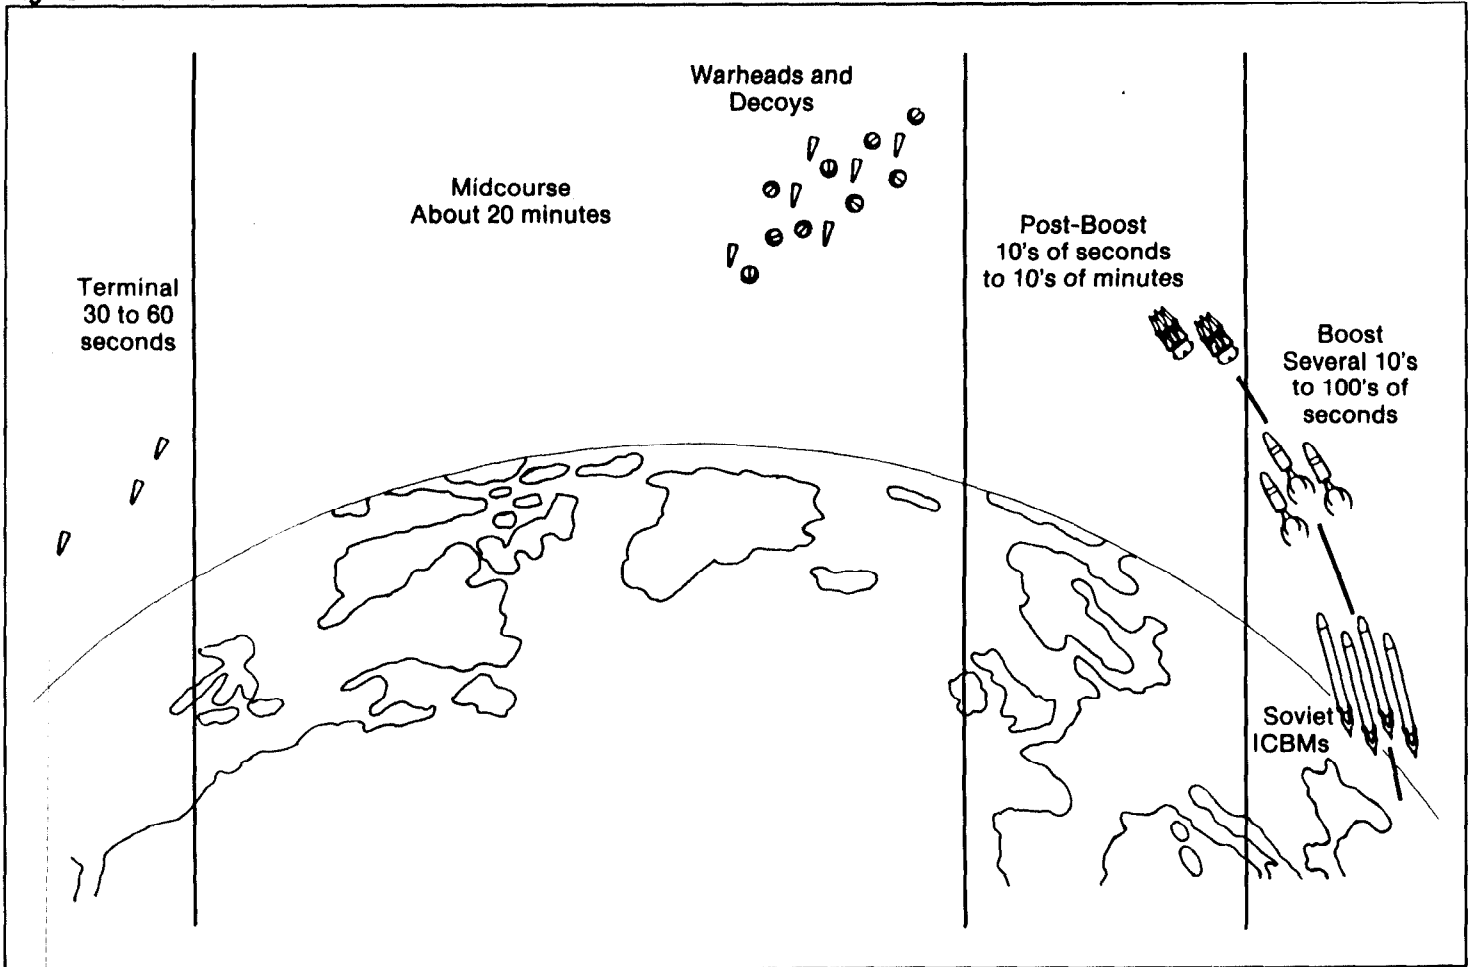 Warheads and
Decoys
Midcourse
About 20 minutes
Post-Boost
10's of seconds
to 10's of minutes
Terminal
30 to 60
seconds
Boost
Several 10's
to 100's of
seconds
Soviet
ICBMs